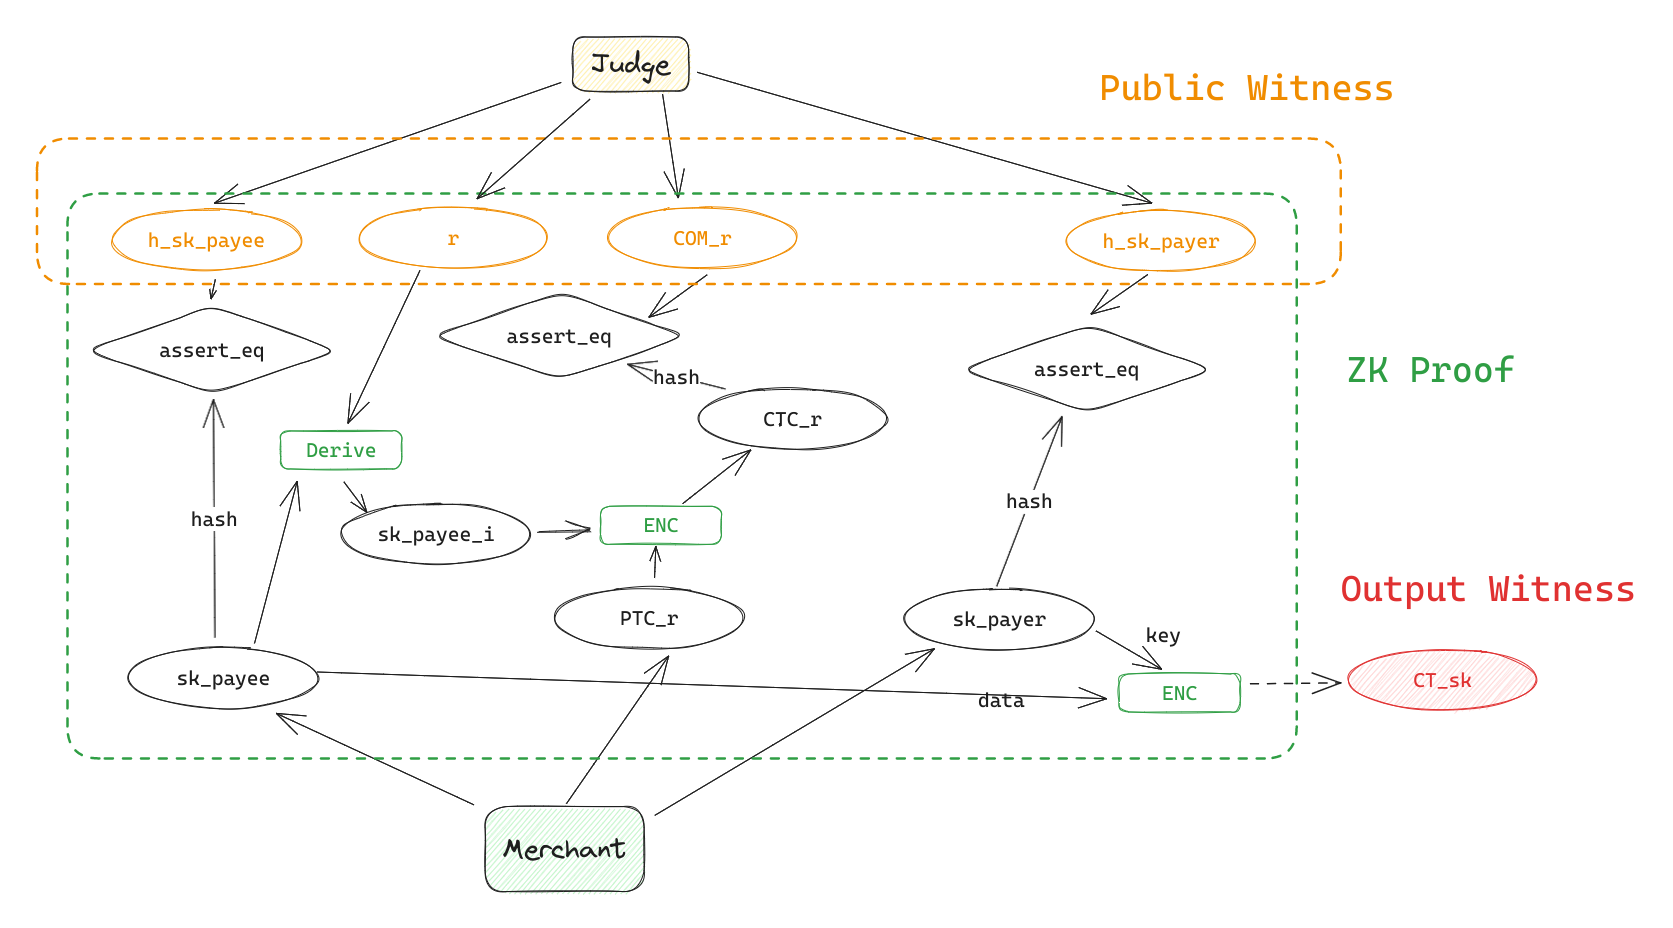 Judge
Public Witness
h_sk_payee
r
COM_r
h_sk_payer
assert_eq
assert_eq
assert_eq
ZK Proof
hash
CTC_r
Derive
hash
hash
sk_payee_i
ENC
Output Witness
PTC_r
sk_payer
key
sk_payee
data
ENC
CT_sk
Merchant